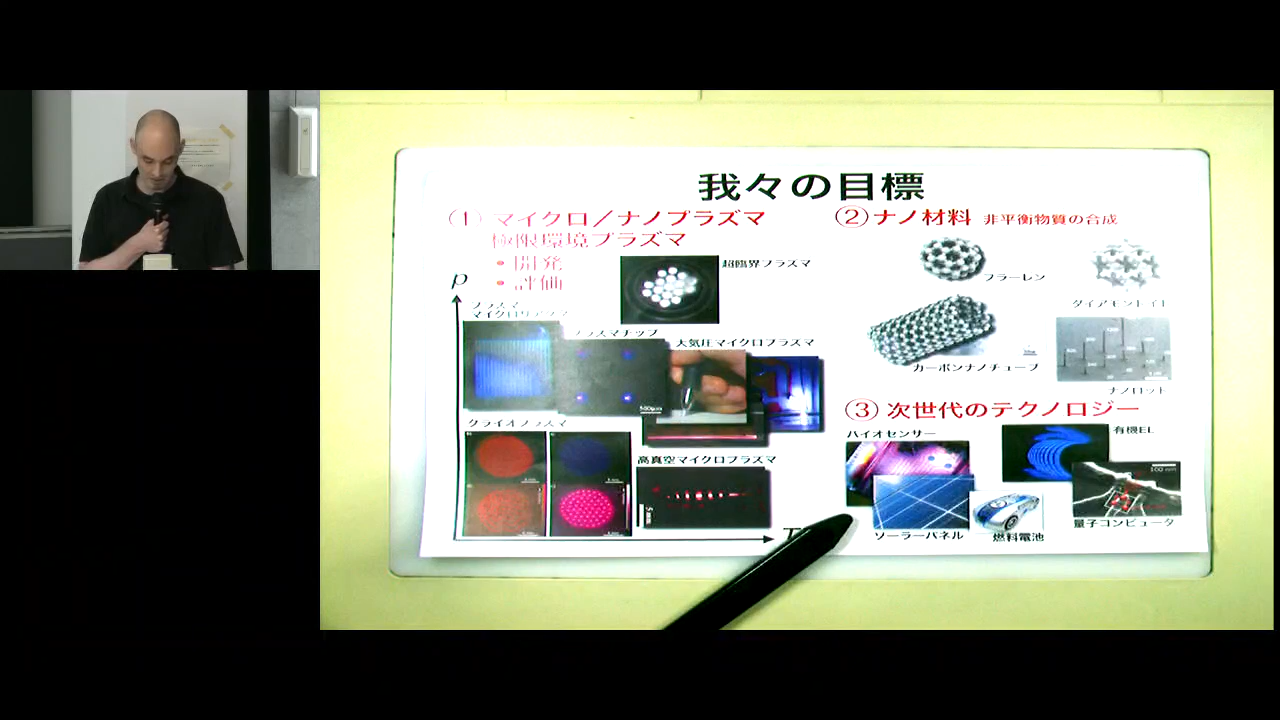 我々の目標
① マイクロ／ナノプラズマ
極限環境プラズマ
・開発
・評価
p
超臨界プラズマ
プラズマ
プラズマチップ
大気圧マイクロプラズマ
500μm
クライオプラズマ
高真空マイクロプラズマ
T
② ナノ材料 非平衡物質の合成
フラーレン
ダイアモンドイド
カーボンナノチューブ
ナノロッド
③ 次世代のテクノロジー
バイオセンサー
有機EL
100 nm
ソーラーパネル
燃料電池
量子コンピュータ